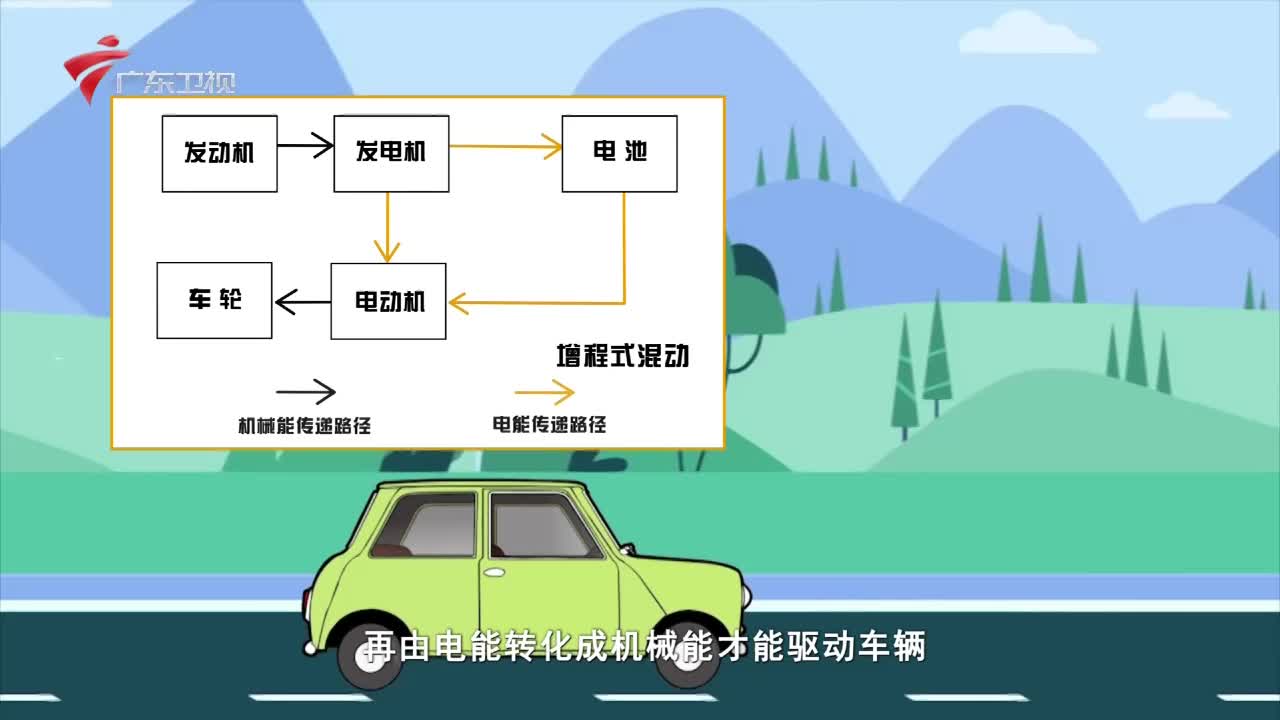 广东卫视
发动机
发电机
电池
车轮
电动机
增程式混动
机械能传递路径
电能传递路径
再由电能转化成机械能才能驱动车辆